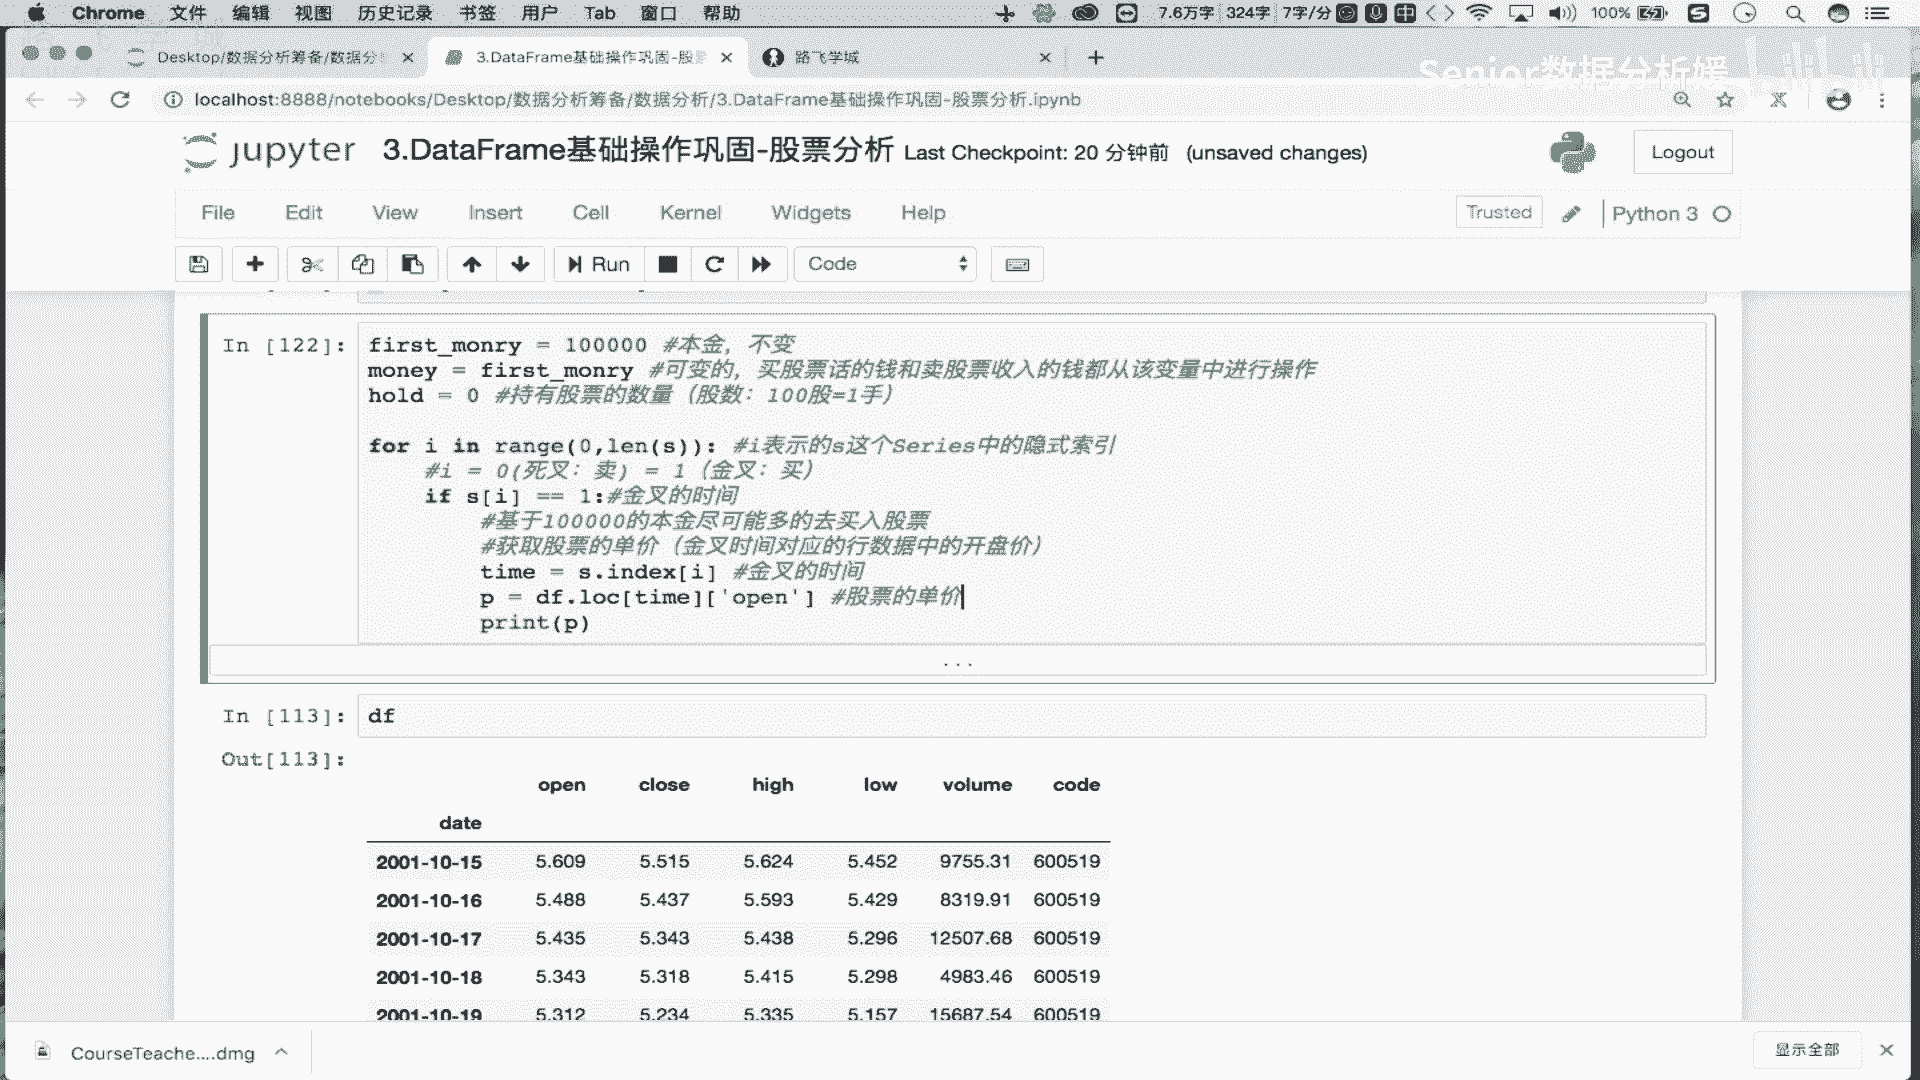 Chrome 文件 编辑 视图 历史记录 书签 用户 Tab 窗口 帮助 7.6万字 324字 7字/分 中 100%
Desktop/数据分析筹备/数据分 3.DataFrame基础操作巩固-股票 路飞学城
Senior数据分析媛 bilibili
localhost:8888/notebooks/Desktop/数据分析筹备/数据分析/3.DataFrame基础操作巩固-股票分析.ipynb
jupyter 3.DataFrame基础操作巩固-股票分析 Last Checkpoint: 20 分钟前 (unsaved changes) Logout
File Edit View Insert Cell Kernel Widgets Help Trusted Python 3
Run Code
In [122]: first_monry = 100000 #本金，不变
money = first_monry #可变的，买股票话的钱和卖股票收入的钱都从该变量中进行操作
hold = 0 #持有股票的数量（股数：100股=1手）
for i in range(0,len(s)): #i表示的s这个Series中的隐式索引
#i = 0(死叉：卖) = 1（金叉：买）
if s[i] == 1:#金叉的时间
#基于100000的本金尽可能多的去买入股票
#获取股票的单价（金叉时间对应的行数据中的开盘价）
time = s.index[i] #金叉的时间
p = df.loc[time]['open'] #股票的单价
print(p)
...
In [113]: df
Out[113]:
open close high low volume code
date
2001-10-15 5.609 5.515 5.624 5.452 9755.31 600519
2001-10-16 5.488 5.437 5.593 5.429 8319.91 600519
2001-10-17 5.435 5.343 5.438 5.296 12507.68 600519
2001-10-18 5.343 5.318 5.415 5.298 4983.46 600519
2001-10-19 5.312 5.234 5.335 5.157 15687.54 600519
CourseTeache....dmg 显示全部